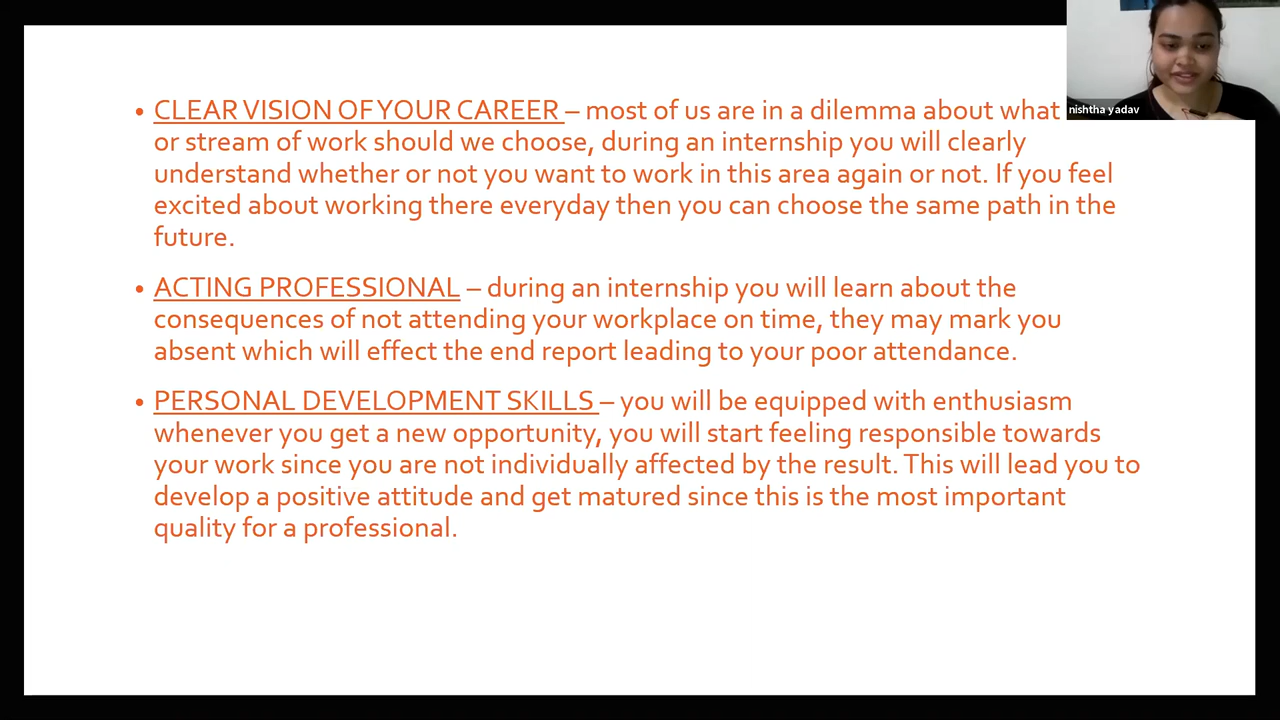 • CLEAR VISION OF YOUR CAREER – most of us are in a dilemma about what
or stream of work should we choose, during an internship you will clearly
understand whether or not you want to work in this area again or not. If you feel
excited about working there everyday then you can choose the same path in the
future.
• ACTING PROFESSIONAL – during an internship you will learn about the
consequences of not attending your workplace on time, they may mark you
absent which will effect the end report leading to your poor attendance.
• PERSONAL DEVELOPMENT SKILLS – you will be equipped with enthusiasm
whenever you get a new opportunity, you will start feeling responsible towards
your work since you are not individually affected by the result. This will lead you to
develop a positive attitude and get matured since this is the most important
quality for a professional.
nishtha yadav